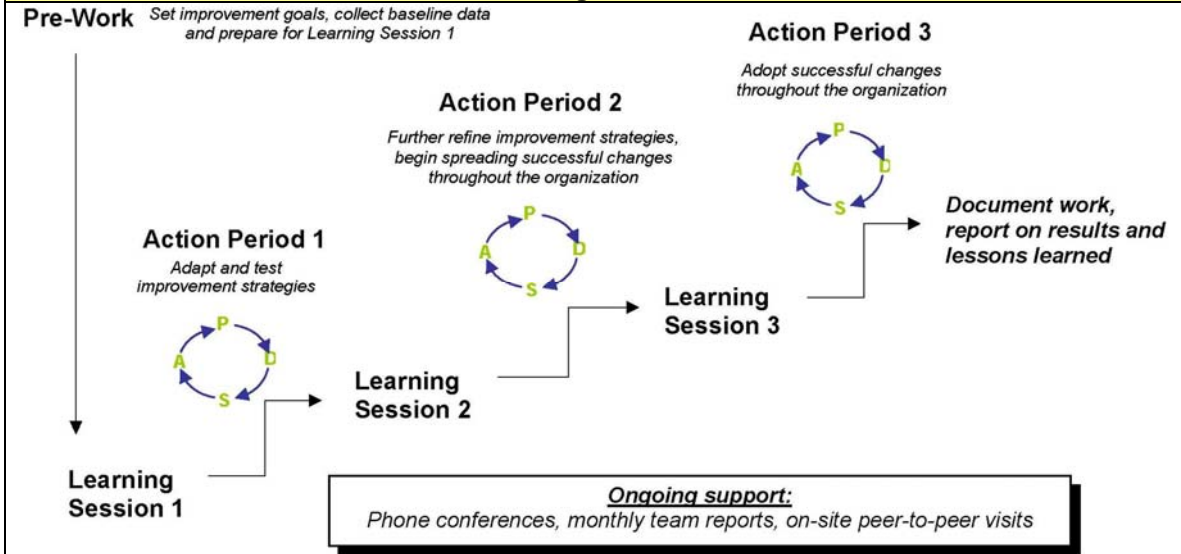 Pre-Work
Set improvement goals, collect baseline data
and prepare for Learning Session 1
Action Period 3
Adopt successful changes
throughout the organization
P
A
D
S
Action Period 2
Further refine improvement strategies,
begin spreading successful changes
throughout the organization
P
A
D
S
Document work,
report on results and
lessons learned
Action Period 1
Adapt and test
improvement strategies
P
A
D
S
Learning
Session 3
Learning
Session 2
Learning
Session 1
Ongoing support:
Phone conferences, monthly team reports, on-site peer-to-peer visits